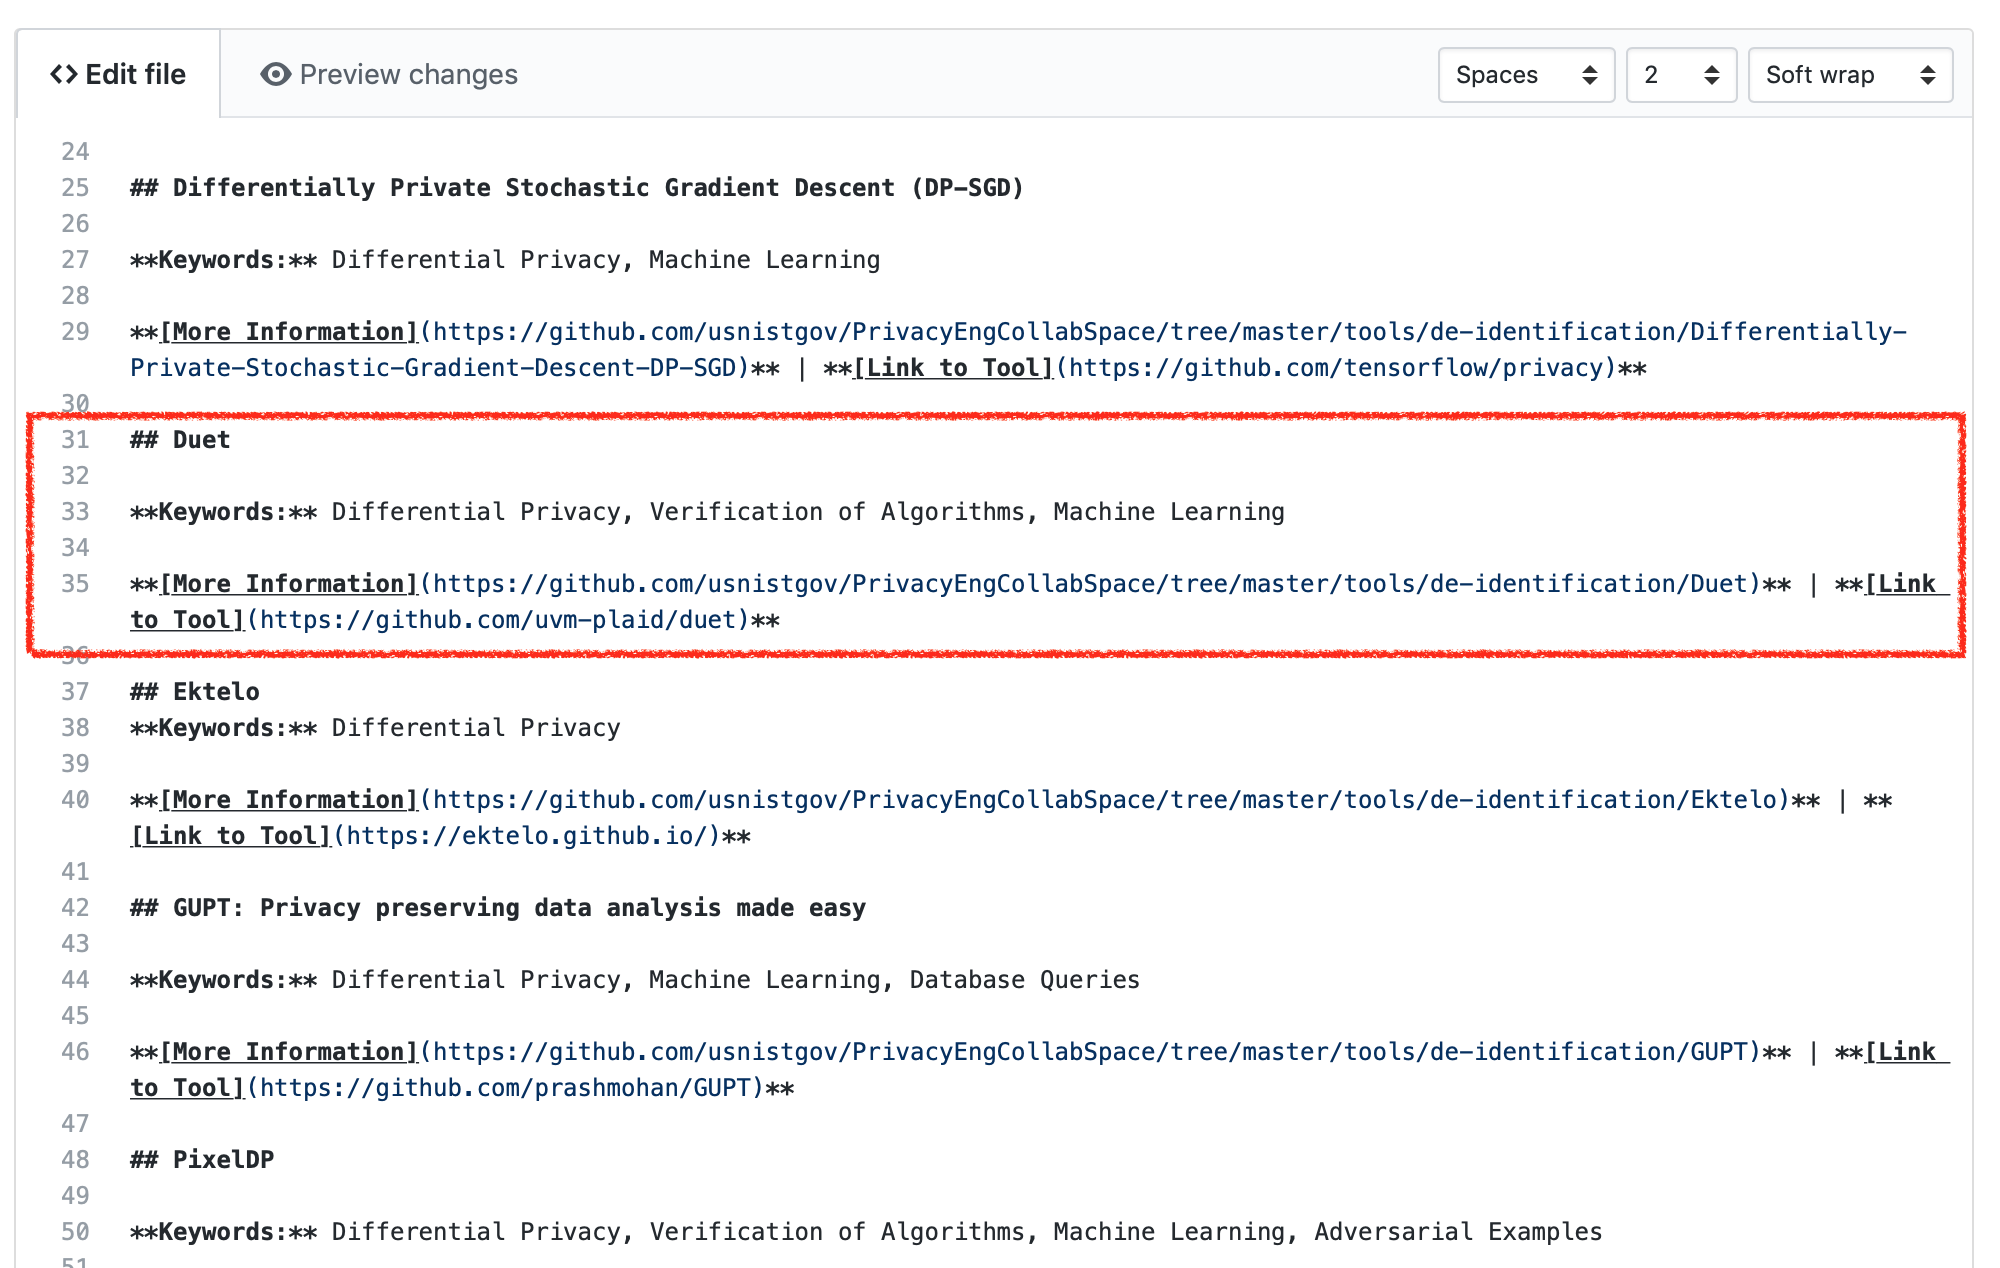 Edit file
Preview changes
Spaces
2
Soft wrap
24
25 ## Differentially Private Stochastic Gradient Descent (DP-SGD)
26
27 **Keywords:** Differential Privacy, Machine Learning
28
29 **[More Information](https://github.com/usnistgov/PrivacyEngCollabSpace/tree/master/tools/de-identification/Differentially-
Private-Stochastic-Gradient-Descent-DP-SGD)** | **[Link to Tool](https://github.com/tensorflow/privacy)**
30
31 ## Duet
32
33 **Keywords:** Differential Privacy, Verification of Algorithms, Machine Learning
34
35 **[More Information](https://github.com/usnistgov/PrivacyEngCollabSpace/tree/master/tools/de-identification/Duet)** | **[Link
to Tool](https://github.com/uvm-plaid/duet)**
36
37 ## Ektelo
38 **Keywords:** Differential Privacy
39
40 **[More Information](https://github.com/usnistgov/PrivacyEngCollabSpace/tree/master/tools/de-identification/Ektelo)** | **
[Link to Tool](https://ektelo.github.io/)**
41
42 ## GUPT: Privacy preserving data analysis made easy
43
44 **Keywords:** Differential Privacy, Machine Learning, Database Queries
45
46 **[More Information](https://github.com/usnistgov/PrivacyEngCollabSpace/tree/master/tools/de-identification/GUPT)** | **[Link
to Tool](https://github.com/prashmohan/GUPT)**
47
48 ## PixelDP
49
50 **Keywords:** Differential Privacy, Verification of Algorithms, Machine Learning, Adversarial Examples
51